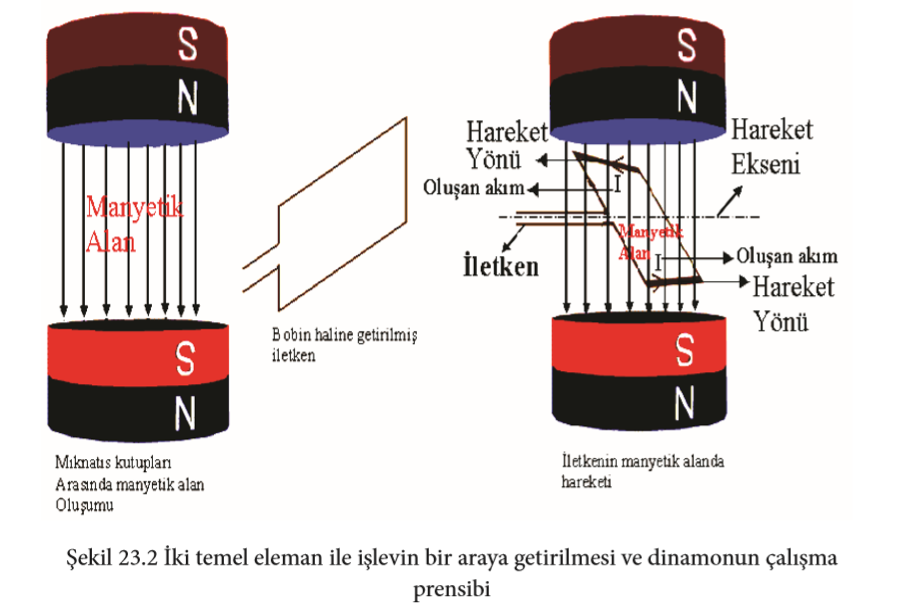 S
N
Manyetik
Alan
S
N
Mıknatıs kutupları
Arasında manyetik alan
Oluşumu
Bobin haline getirilmiş
iletken
S
N
Hareket
Yönü
Hareket
Ekseni
Oluşan akım
I
Manyetik
Alan
I
Oluşan akım
İletken
Hareket
Yönü
S
N
İletkenin manyetik alanda
hareketi
Şekil 23.2 İki temel eleman ile işlevin bir araya getirilmesi ve dinamonun çalışma
prensibi